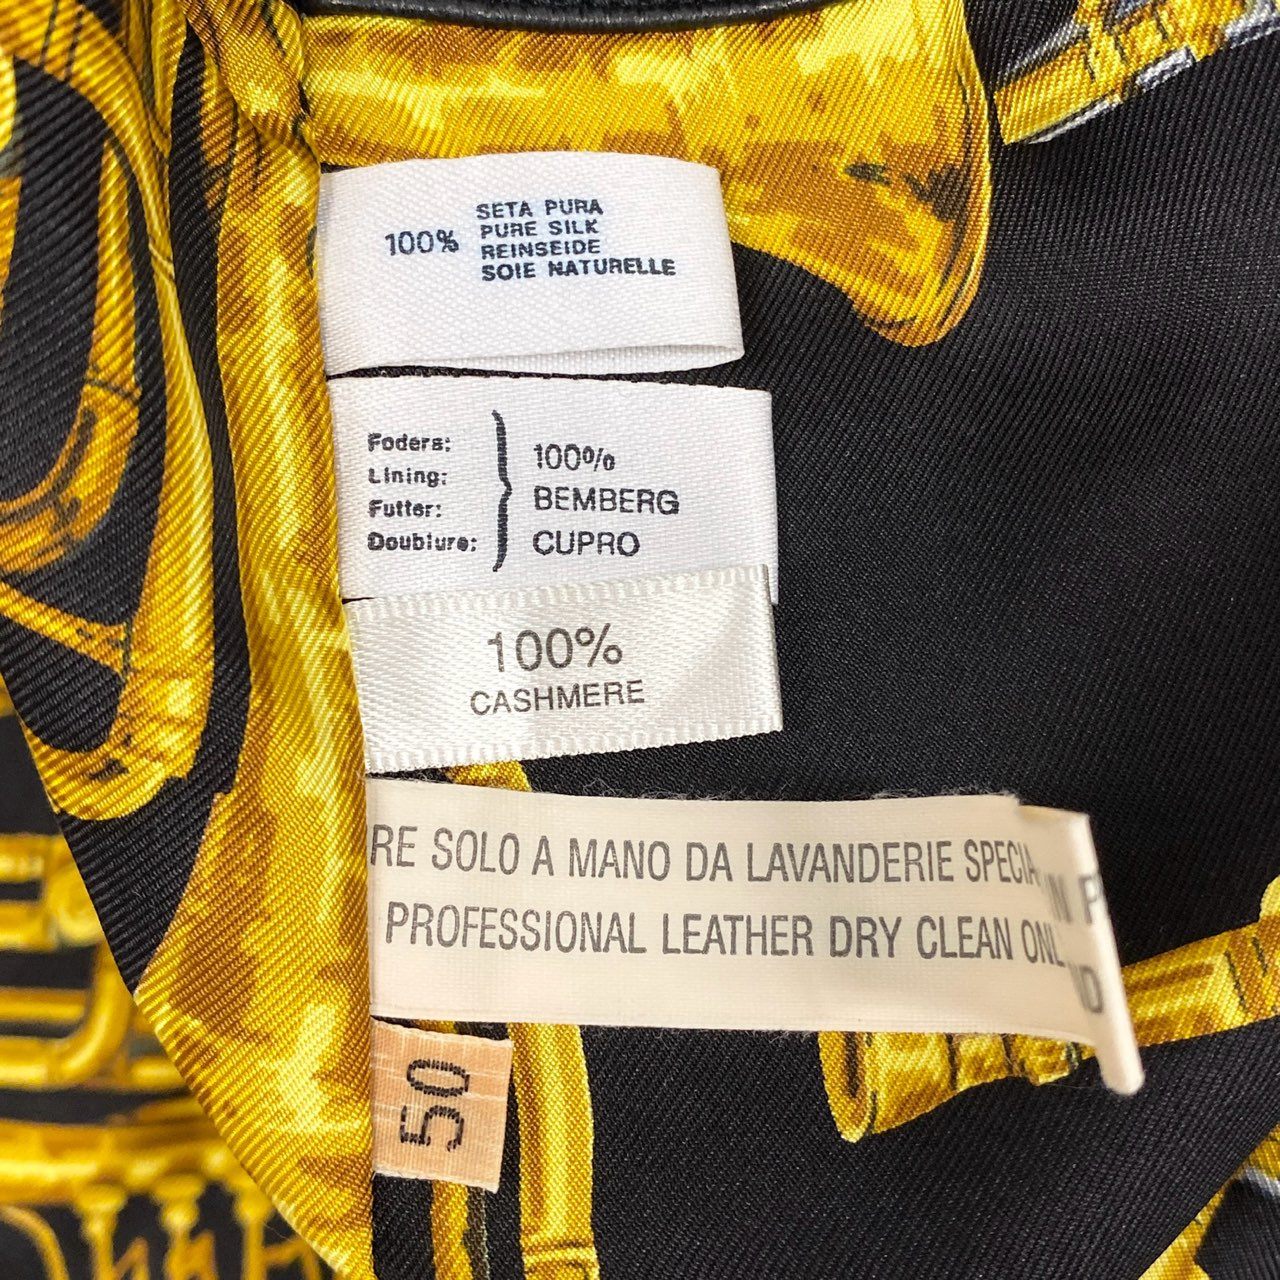 100%
SETA PURA
PURE SILK
REINSEIDE
SOIE NATURELLE
Fodera:
Lining:
Futter:
Doublure:
100%
BEMBERG
CUPRO
100%
CASHMERE
RE SOLO A MANO DA LAVANDERIE SPECIA
PROFESSIONAL LEATHER DRY CLEAN ONL
50